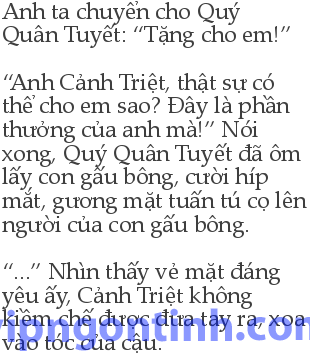 Anh ta chuyển cho Quý
Quân Tuyết: “Tặng cho em!”
“Anh Cảnh Triệt, thật sự có
thể cho em sao? Đây là phần
thưởng của anh mà!” Nói
xong, Quý Quân Tuyết đã ôm
lấy con gấu bông, cười híp
mắt, gương mặt tuấn tú cọ lên
người của con gấu bông.
“...” Nhìn thấy vẻ mặt đáng
yêu ấy, Cảnh Triệt không
kiềm chế được đưa tay ra, xoa
vào tóc của cậu.
vipngontinh.com